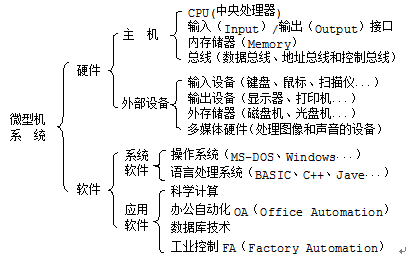 CPU(中央处理器)
主 机
输入(Input)/输出(Output)接口
内存储器(Memory)
总线(数据总线、地址总线和控制总线)
硬件
输入设备(键盘、鼠标、扫描仪...)
外部设备
输出设备(显示器、打印机...)
外存储器(磁盘机、光盘机...)
多媒体硬件(处理图像和声音的设备)
微型机
系 统
系统
软件
操作系统(MS-DOS、Windows...)
语言处理系统(BASIC、C++、Jave...)
软件
科学计算
应用
软件
办公自动化 OA(Office Automation)
数据库技术
工业控制 FA(Factory Automation)